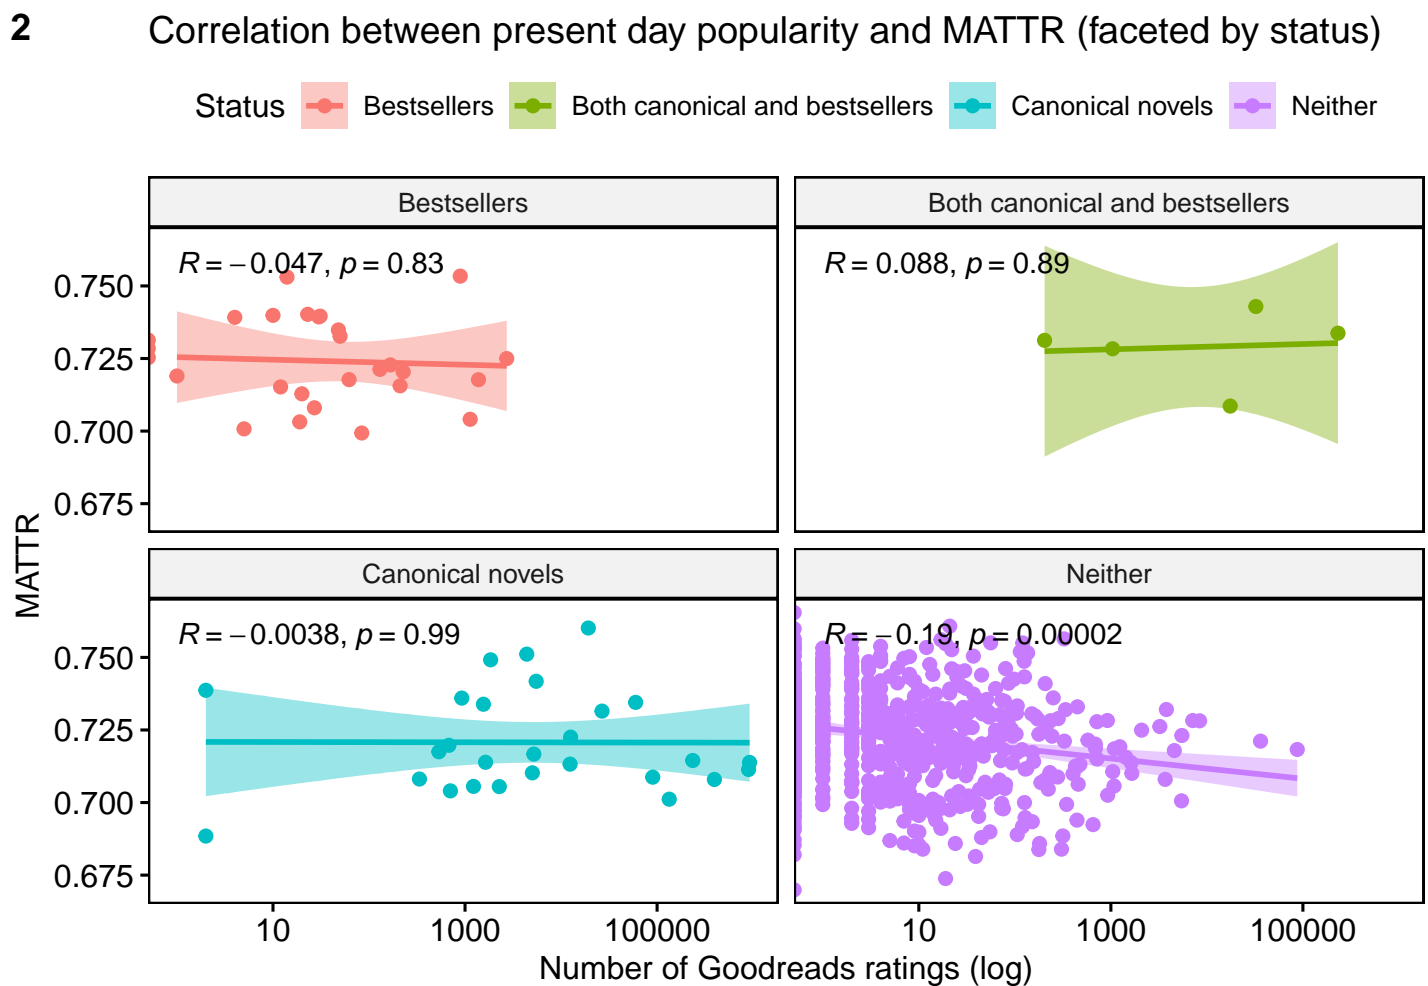 2 Correlation between present day popularity and MATTR (faceted by status)
Status Bestsellers Both canonical and bestsellers Canonical novels Neither
Bestsellers Both canonical and bestsellers
R = −0.047, p = 0.83 R = 0.088, p = 0.89
0.750
0.725
0.700
0.675
MATTR
Canonical novels Neither
R = −0.0038, p = 0.99 R = −0.19, p = 0.00002
0.750
0.725
0.700
0.675
10 1000 100000 10 1000 100000
Number of Goodreads ratings (log)